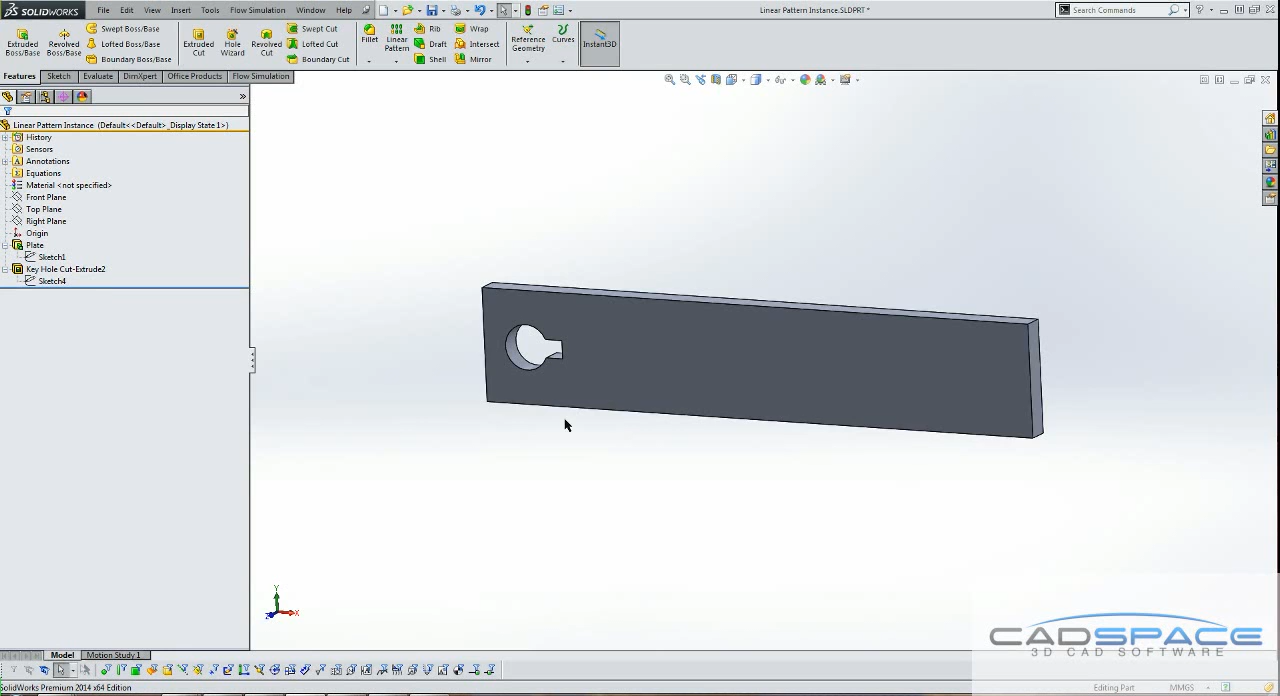 SOLIDWORKS File Edit View Insert Tools Flow Simulation Window Help Linear Pattern Instance.SLDPRT * Search Commands
Extruded Boss/Base Revolved Boss/Base Swept Boss/Base Lofted Boss/Base Boundary Boss/Base Extruded Cut Hole Wizard Revolved Cut Swept Cut Lofted Cut Boundary Cut Fillet Linear Pattern Rib Draft Shell Wrap Intersect Mirror Reference Geometry Curves Instant3D
Features Sketch Evaluate DimXpert Office Products Flow Simulation
Linear Pattern Instance (Default<<Default>_Display State 1>)
History
Sensors
Annotations
Equations
Material <not specified>
Front Plane
Top Plane
Right Plane
Origin
Plate
Sketch1
Key Hole Cut-Extrude2
Sketch4
Y
X
Z
CADSPACE
3D CAD SOFTWARE
Model Motion Study 1
SolidWorks Premium 2014 x64 Edition Editing Part MMGS